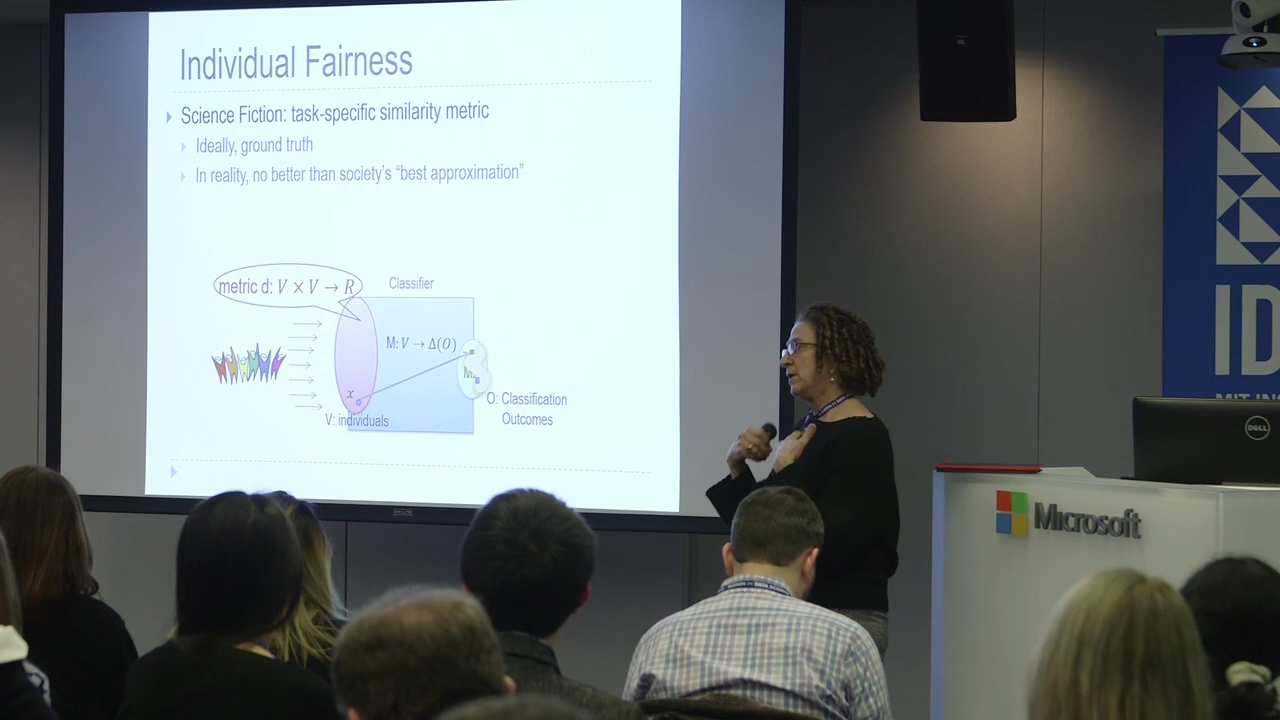 Individual Fairness
Science Fiction: task-specific similarity metric
Ideally, ground truth
In reality, no better than society's “best approximation”
metric d: V × V → R
Classifier
M: V → Δ(O)
x
V: individuals
O: Classification
Outcomes
ID
DELL
Microsoft